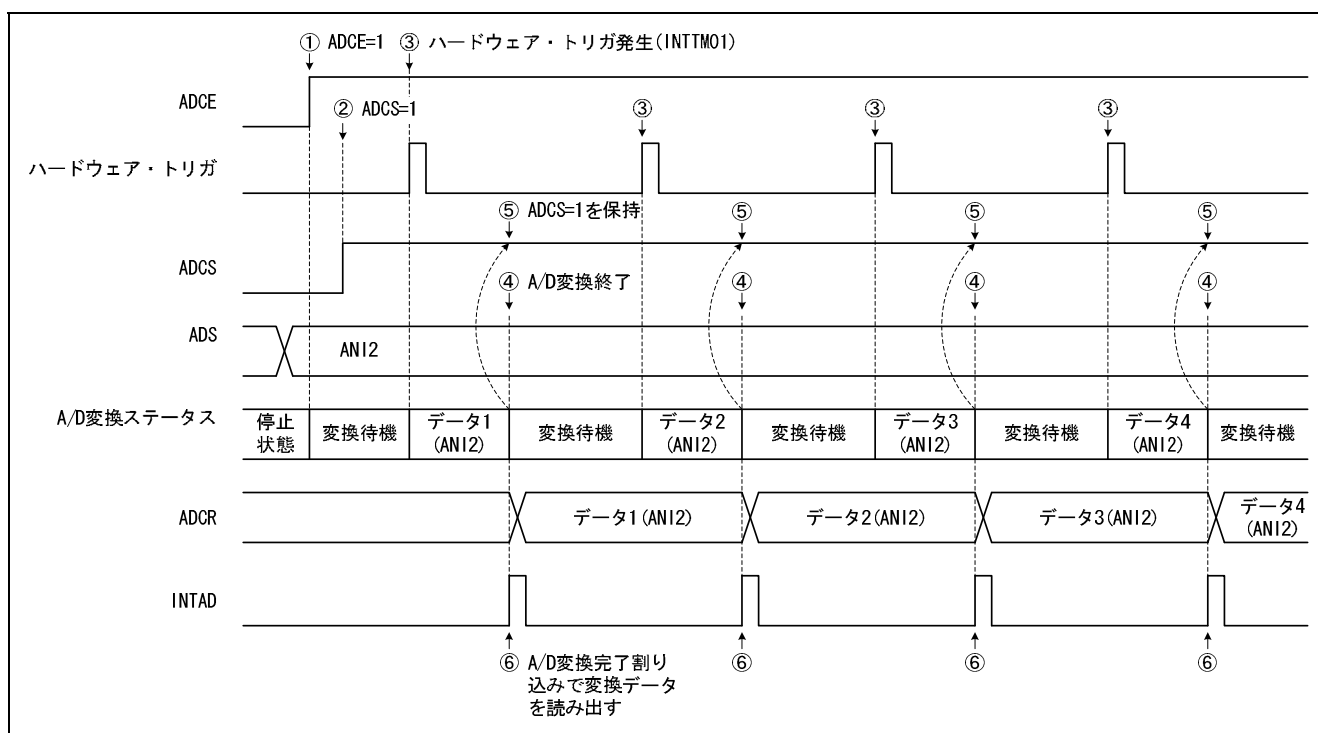 ① ADCE=1 ③ ハードウェア・トリガ発生(INTTM01)
ADCE
② ADCS=1 ③ ③ ③
ハードウェア・トリガ
⑤ ADCS=1を保持 ⑤ ⑤ ⑤
ADCS
④ A/D変換終了 ④ ④ ④
ADS
ANI2
A/D変換ステータス
停止
状態
変換待機
データ1
(ANI2)
変換待機
データ2
(ANI2)
変換待機
データ3
(ANI2)
変換待機
データ4
(ANI2)
変換待機
ADCR
データ1(ANI2)
データ2(ANI2)
データ3(ANI2)
データ4
(ANI2)
INTAD
⑥ A/D変換完了割り
込みで変換データ
を読み出す
⑥ ⑥ ⑥